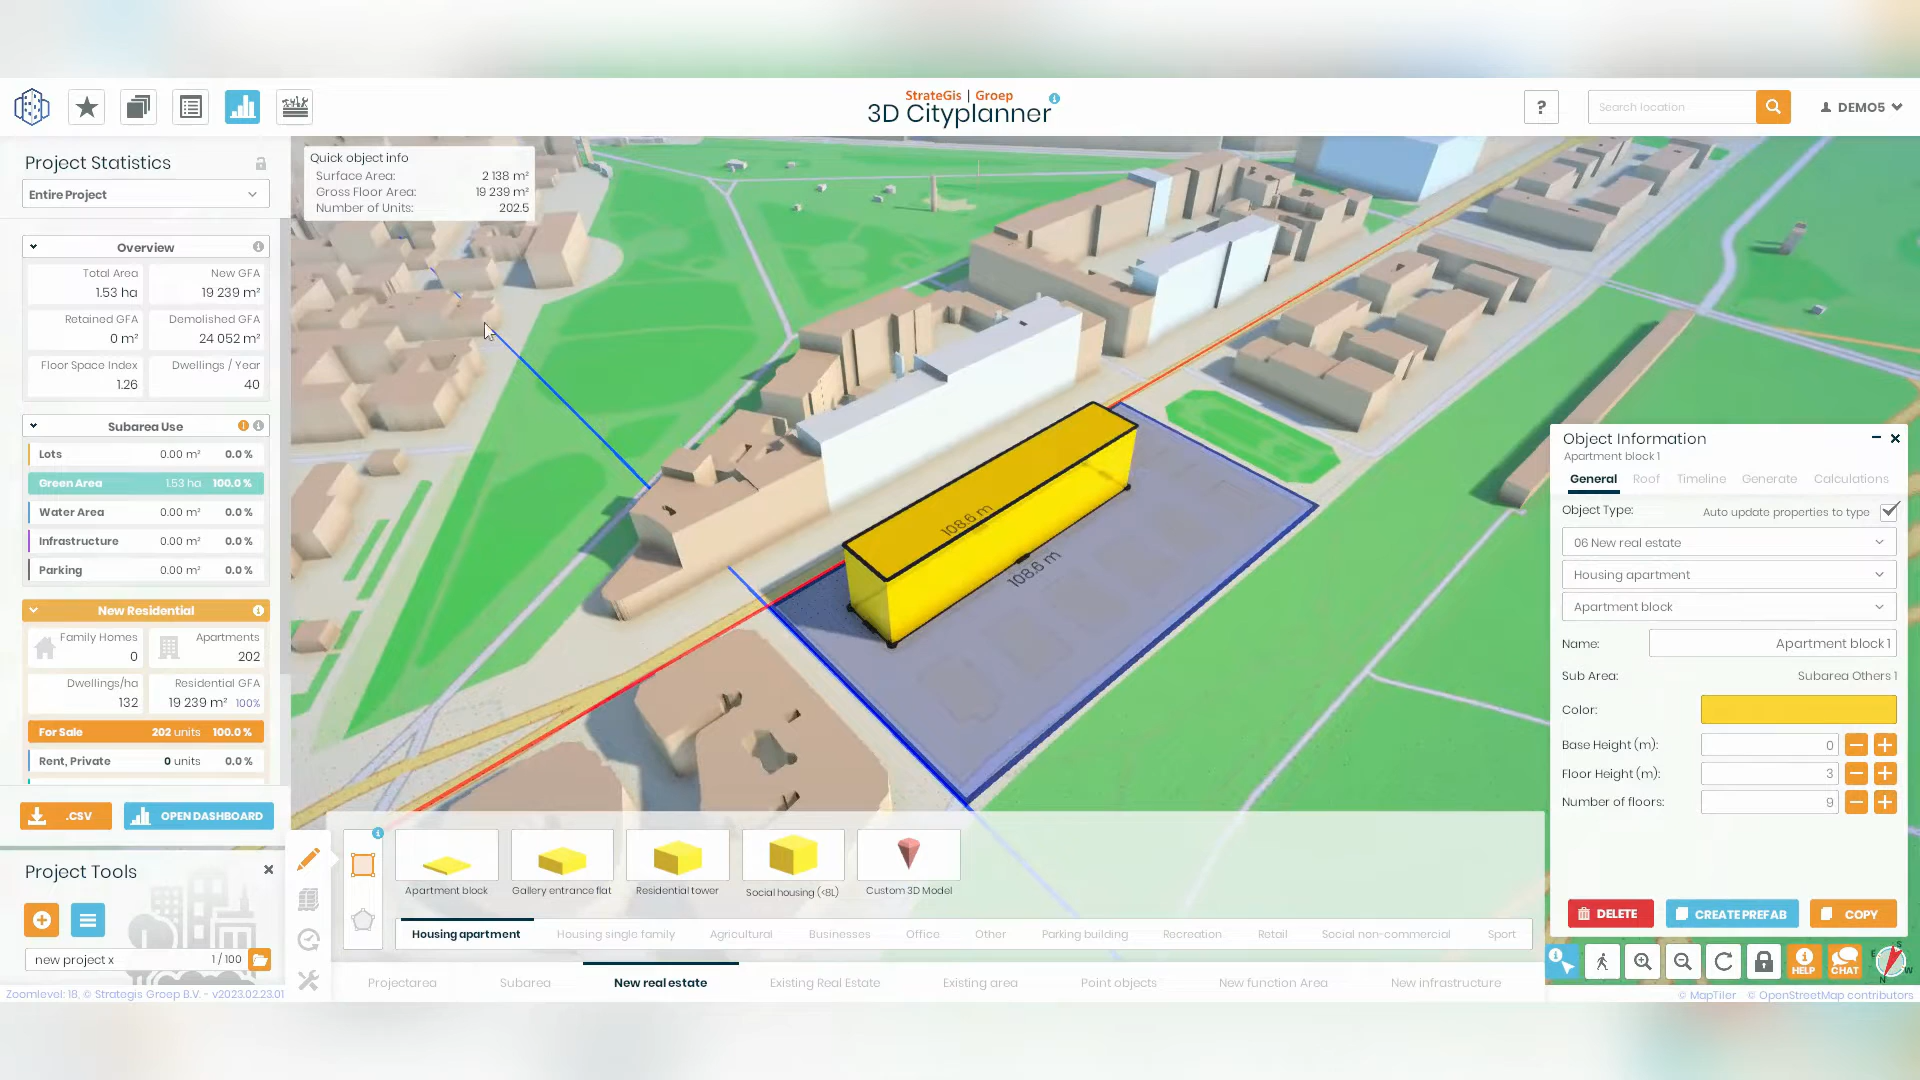 StrateGis | Groep
3D Cityplanner
?
Search location
DEMO5
Project Statistics
Entire Project
Overview
Total Area
1.53 ha
New GFA
19 239 m²
Retained GFA
0 m²
Demolished GFA
24 052 m²
Floor Space Index
1.26
Dwellings / Year
40
Subarea Use
Lots 0.00 m² 0.0 %
Green Area 1.53 ha 100.0 %
Water Area 0.00 m² 0.0 %
Infrastructure 0.00 m² 0.0 %
Parking 0.00 m² 0.0 %
New Residential
Family Homes
0
Apartments
202
Dwellings/ha
132
Residential GFA
19 239 m² 100%
For Sale 202 units 100.0 %
Rent, Private 0 units 0.0 %
.CSV
OPEN DASHBOARD
Project Tools
new project x 1 / 100
Zoomlevel: 18, © Strategis Groep B.V. - v2023.02.23.01
Quick object info
Surface Area: 2 138 m²
Gross Floor Area: 19 239 m²
Number of Units: 202.5
108.6 m
108.6 m
Apartment block
Gallery entrance flat
Residential tower
Social housing (<BL)
Custom 3D Model
Housing apartment Housing single family Agricultural Businesses Office Other Parking building Recreation Retail Social non-commercial Sport
Projectarea Subarea New real estate Existing Real Estate Existing area Point objects New function Area New infrastructure
Object Information
Apartment block 1
General Roof Timeline Generate Calculations
Object Type: Auto update properties to type
06 New real estate
Housing apartment
Apartment block
Name: Apartment block 1
Sub Area: Subarea Others 1
Color:
Base Height (m): 0
Floor Height (m): 3
Number of floors: 9
DELETE
CREATE PREFAB
COPY
HELP
CHAT
S
E
W
N
© MapTiler © OpenStreetMap contributors